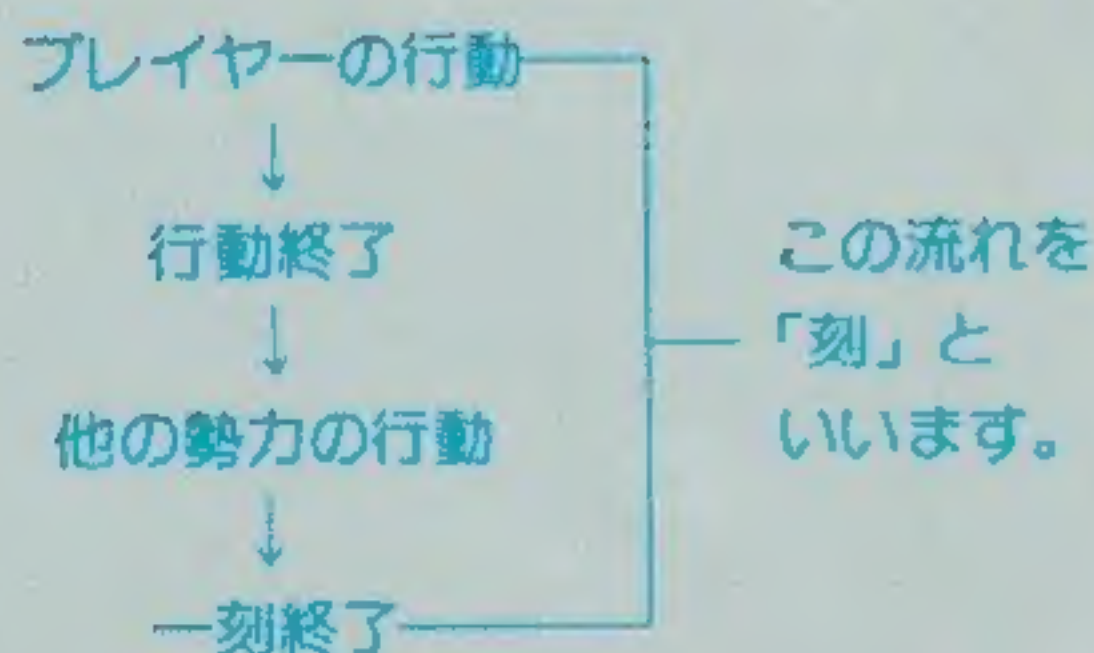 プレイヤーの行動
↓
行動終了
↓
他の勢力の行動
↓
一刻終了
この流れを
「刻」と
いいます。